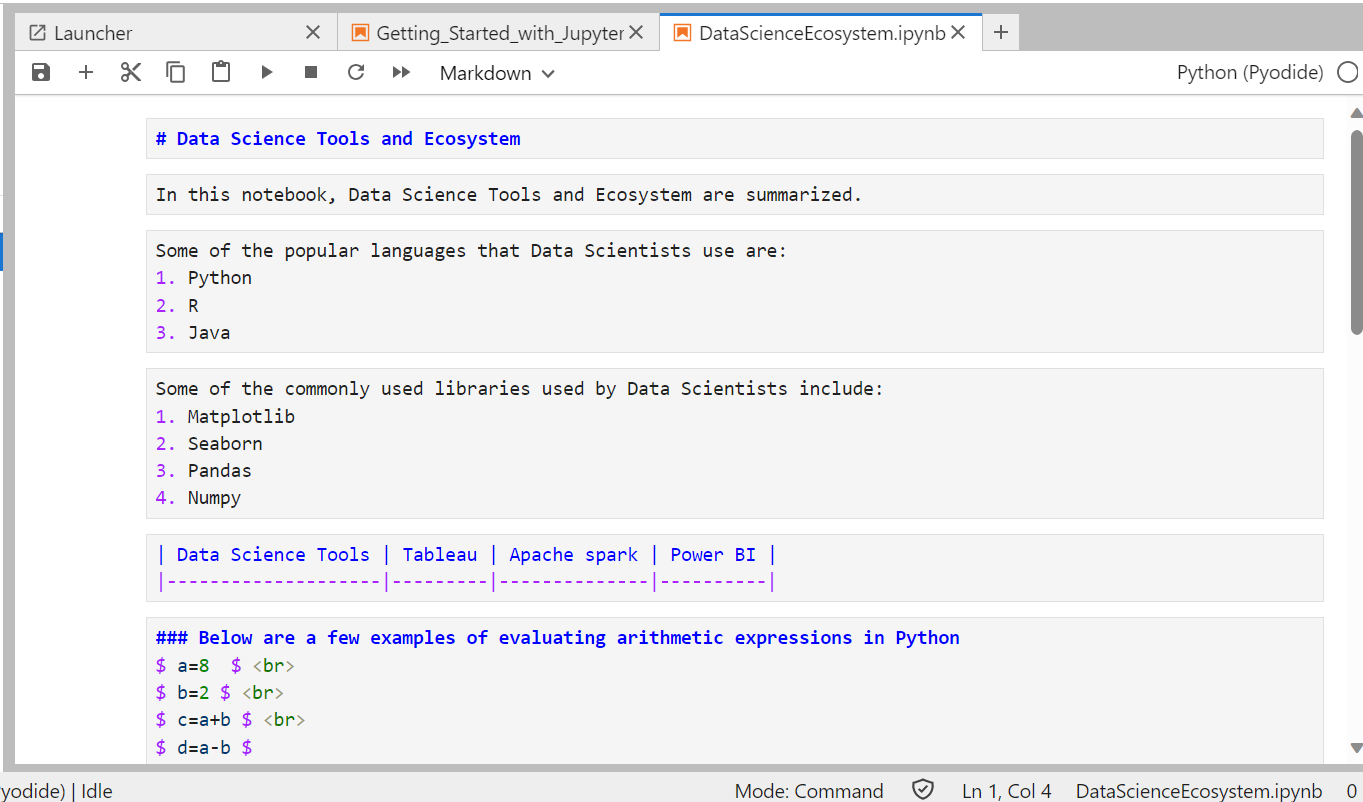 Launcher
Getting_Started_with_Jupyter
DataScienceEcosystem.ipynb
Markdown
Python (Pyodide)
# Data Science Tools and Ecosystem
In this notebook, Data Science Tools and Ecosystem are summarized.
Some of the popular languages that Data Scientists use are:
1. Python
2. R
3. Java
Some of the commonly used libraries used by Data Scientists include:
1. Matplotlib
2. Seaborn
3. Pandas
4. Numpy
| Data Science Tools | Tableau | Apache spark | Power BI |
|--------------------|---------|--------------|----------|
### Below are a few examples of evaluating arithmetic expressions in Python
$ a=8  $ <br>
$ b=2 $ <br>
$ c=a+b $ <br>
$ d=a-b $
yodide) | Idle
Mode: Command
Ln 1, Col 4
DataScienceEcosystem.ipynb
0